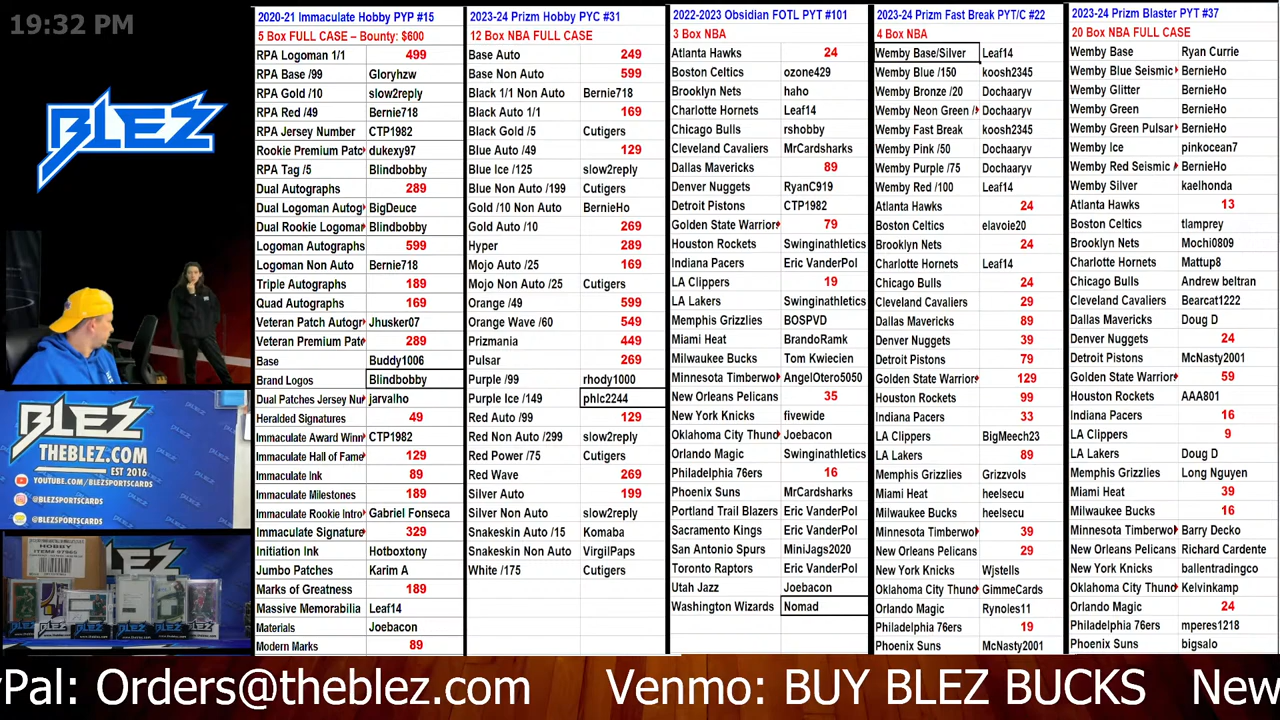 19:32 PM
BLEZ
BLEZ
THEBLEZ.COM
EST 2016
YOUTUBE.COM/BLEZSPORTSCARDS
@BLEZSPORTSCARDS
@BLEZSPORTSCARDS
HOBBY
BLEZ
2020-21 Immaculate Hobby PYP #15
5 Box FULL CASE – Bounty: $600
RPA Logoman 1/1 499
RPA Base /99 Gloryhzw
RPA Gold /10 slow2reply
RPA Red /49 Bernie718
RPA Jersey Number CTP1982
Rookie Premium Patc dukexy97
RPA Tag /5 Blindbobby
Dual Autographs 289
Dual Logoman Autog BigDeuce
Dual Rookie Logoma Blindbobby
Logoman Autographs 599
Logoman Non Auto Bernie718
Triple Autographs 189
Quad Autographs 169
Veteran Patch Autogr Jhusker07
Veteran Premium Pat 289
Base Buddy1006
Brand Logos Blindbobby
Dual Patches Jersey Nu jarvalho
Heralded Signatures 49
Immaculate Award Winn CTP1982
Immaculate Hall of Fame 129
Immaculate Ink 89
Immaculate Milestones 189
Immaculate Rookie Intro Gabriel Fonseca
Immaculate Signature 329
Initiation Ink Hotboxtony
Jumbo Patches Karim A
Marks of Greatness 189
Massive Memorabilia Leaf14
Materials Joebacon
Modern Marks 89
2023-24 Prizm Hobby PYC #31
12 Box NBA FULL CASE
Base Auto 249
Base Non Auto 599
Black 1/1 Non Auto Bernie718
Black Auto 1/1 169
Black Gold /5 Cutigers
Blue Auto /49 129
Blue Ice /125 slow2reply
Blue Non Auto /199 Cutigers
Gold /10 Non Auto BernieHo
Gold Auto /10 269
Hyper 289
Mojo Auto /25 169
Mojo Non Auto /25 Cutigers
Orange /49 599
Orange Wave /60 549
Prizmania 449
Pulsar 269
Purple /99 rhody1000
Purple Ice /149 phlc2244
Red Auto /99 129
Red Non Auto /299 slow2reply
Red Power /75 Cutigers
Red Wave 269
Silver Auto 199
Silver Non Auto slow2reply
Snakeskin Auto /15 Komaba
Snakeskin Non Auto VirgilPaps
White /175 Cutigers
2022-2023 Obsidian FOTL PYT #101
3 Box NBA
Atlanta Hawks 24
Boston Celtics ozone429
Brooklyn Nets haho
Charlotte Hornets Leaf14
Chicago Bulls rshobby
Cleveland Cavaliers MrCardsharks
Dallas Mavericks 89
Denver Nuggets RyanC919
Detroit Pistons CTP1982
Golden State Warrior 79
Houston Rockets Swinginathletics
Indiana Pacers Eric VanderPol
LA Clippers 19
LA Lakers Swinginathletics
Memphis Grizzlies BOSPVD
Miami Heat BrandoRamk
Milwaukee Bucks Tom Kwiecien
Minnesota Timberwo AngelOtero5050
New Orleans Pelicans 35
New York Knicks fivewide
Oklahoma City Thund Joebacon
Orlando Magic Swinginathletics
Philadelphia 76ers 16
Phoenix Suns MrCardsharks
Portland Trail Blazers Eric VanderPol
Sacramento Kings Eric VanderPol
San Antonio Spurs MiniJags2020
Toronto Raptors Eric VanderPol
Utah Jazz Joebacon
Washington Wizards Nomad
2023-24 Prizm Fast Break PYT/C #22
4 Box NBA
Wemby Base/Silver Leaf14
Wemby Blue /150 koosh2345
Wemby Bronze /20 Dochaaryv
Wemby Neon Green / Dochaaryv
Wemby Fast Break koosh2345
Wemby Pink /50 Dochaaryv
Wemby Purple /75 Dochaaryv
Wemby Red /100 Leaf14
Atlanta Hawks 24
Boston Celtics elavoie20
Brooklyn Nets 24
Charlotte Hornets Leaf14
Chicago Bulls 24
Cleveland Cavaliers 29
Dallas Mavericks 89
Denver Nuggets 39
Detroit Pistons 79
Golden State Warrior 129
Houston Rockets 99
Indiana Pacers 33
LA Clippers BigMeech23
LA Lakers 89
Memphis Grizzlies Grizzvols
Miami Heat heelsecu
Milwaukee Bucks heelsecu
Minnesota Timberwo 39
New Orleans Pelicans 29
New York Knicks Wjstells
Oklahoma City Thund GimmeCards
Orlando Magic Rynoles11
Philadelphia 76ers 19
Phoenix Suns McNasty2001
2023-24 Prizm Blaster PYT #37
20 Box NBA FULL CASE
Wemby Base Ryan Currie
Wemby Blue Seismic BernieHo
Wemby Glitter BernieHo
Wemby Green BernieHo
Wemby Green Pulsar BernieHo
Wemby Ice pinkocean7
Wemby Red Seismic BernieHo
Wemby Silver kaelhonda
Atlanta Hawks 13
Boston Celtics tlamprey
Brooklyn Nets Mochi0809
Charlotte Hornets Mattup8
Chicago Bulls Andrew beltran
Cleveland Cavaliers Bearcat1222
Dallas Mavericks Doug D
Denver Nuggets 24
Detroit Pistons McNasty2001
Golden State Warrior 59
Houston Rockets AAA801
Indiana Pacers 16
LA Clippers 9
LA Lakers Doug D
Memphis Grizzlies Long Nguyen
Miami Heat 39
Milwaukee Bucks 16
Minnesota Timberwo Barry Decko
New Orleans Pelicans Richard Cardente
New York Knicks ballentradingco
Oklahoma City Thund Kelvinkamp
Orlando Magic 24
Philadelphia 76ers mperes1218
Phoenix Suns bigsalo
yPal: Orders@theblez.com Venmo: BUY BLEZ BUCKS New